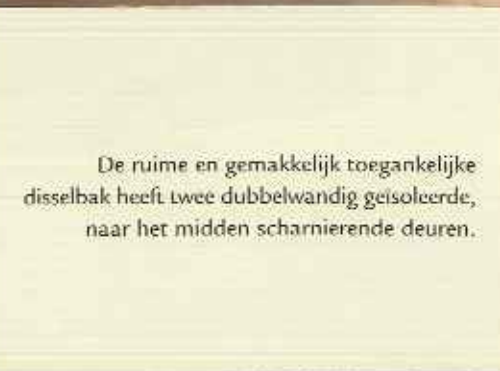 De ruime en gemakkelijk toegankelijke
disselbak heeft twee dubbelwandig geïsoleerde,
naar het midden scharnierende deuren.